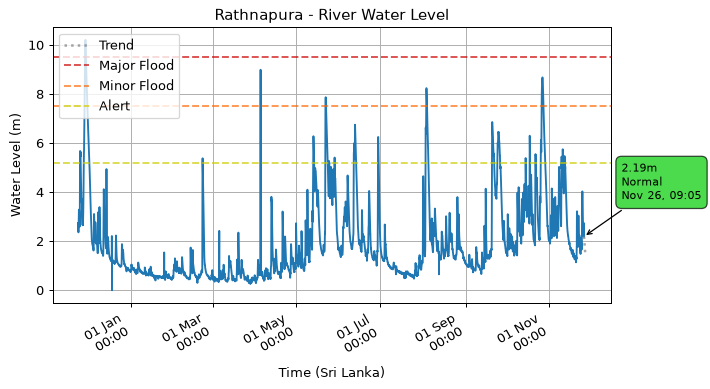 Rathnapura - River Water Level
Trend
Major Flood
Minor Flood
Alert
Water Level (m)
10
8
6
4
2
0
2.19m
Normal
Nov 26, 09:05
01 Jan
00:00
01 Mar
00:00
01 May
00:00
01 Jul
00:00
01 Sep
00:00
01 Nov
00:00
Time (Sri Lanka)